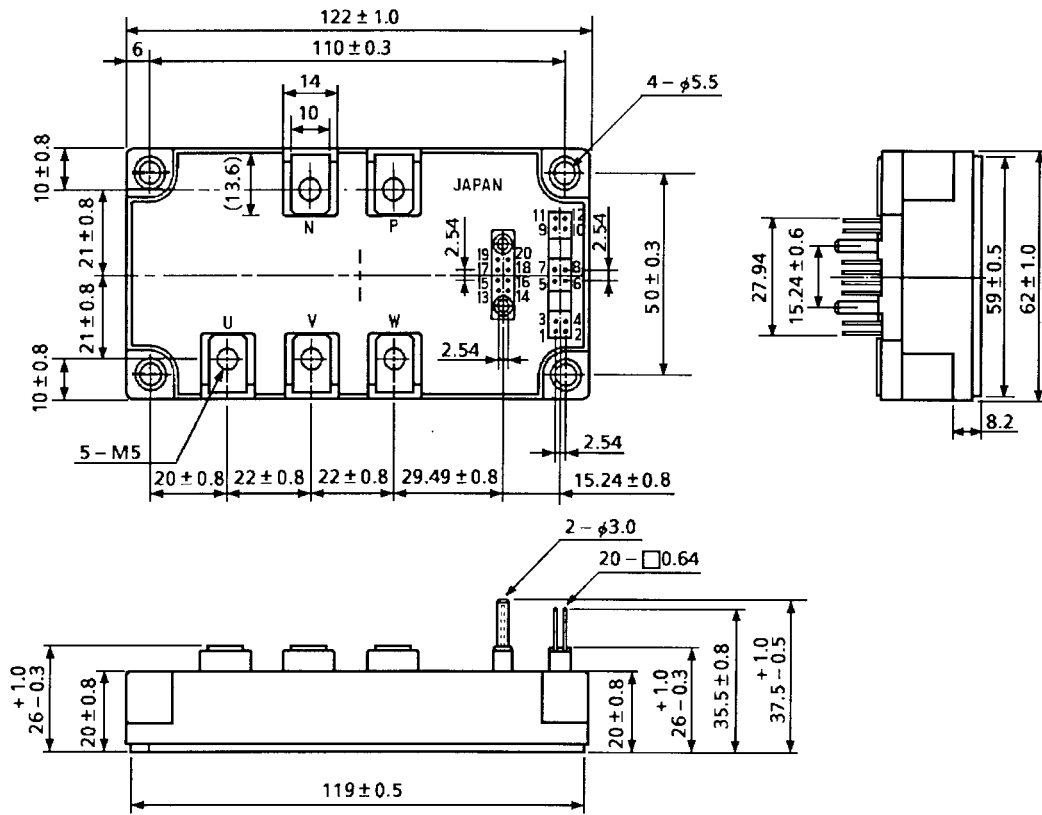 122 ± 1.0
6
110 ± 0.3
14
10
4 – φ5.5
10 ± 0.8
(13.6)
JAPAN
N
P
11 12
9 10
2.54
2.54
19 20
17 18
15 16
13 14
7 8
5 6
3 4
1 2
21 ± 0.8
21 ± 0.8
50 ± 0.3
27.94
15.24 ± 0.6
59 ± 0.5
62 ± 1.0
U
V
W
2.54
10 ± 0.8
8.2
5 – M5
2.54
20 ± 0.8
22 ± 0.8
22 ± 0.8
29.49 ± 0.8
15.24 ± 0.8
2 – φ3.0
20 – □0.64
+ 1.0
26 – 0.3
20 ± 0.8
20 ± 0.8
+ 1.0
26 – 0.3
35.5 ± 0.8
+ 1.0
37.5 – 0.5
119 ± 0.5